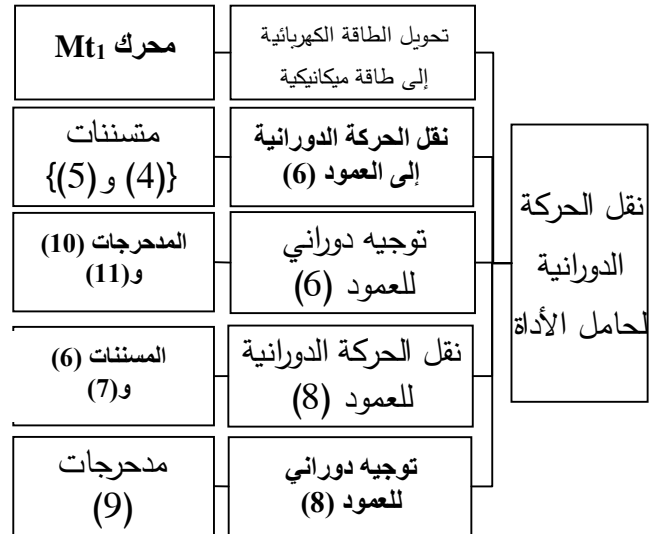 نقل الحركة
الدورانية
لحامل الأداة
تحويل الطاقة الكهربائية
إلى طاقة ميكانيكية
محرك Mt1
نقل الحركة الدورانية
إلى العمود (6)
متسننات
{(4) و(5)}
توجيه دوراني
للعمود (6)
المدحرجات (10)
و(11)
نقل الحركة الدورانية
للعمود (8)
المسننات (6)
و(7)
توجيه دوراني
للعمود (8)
مدحرجات
(9)